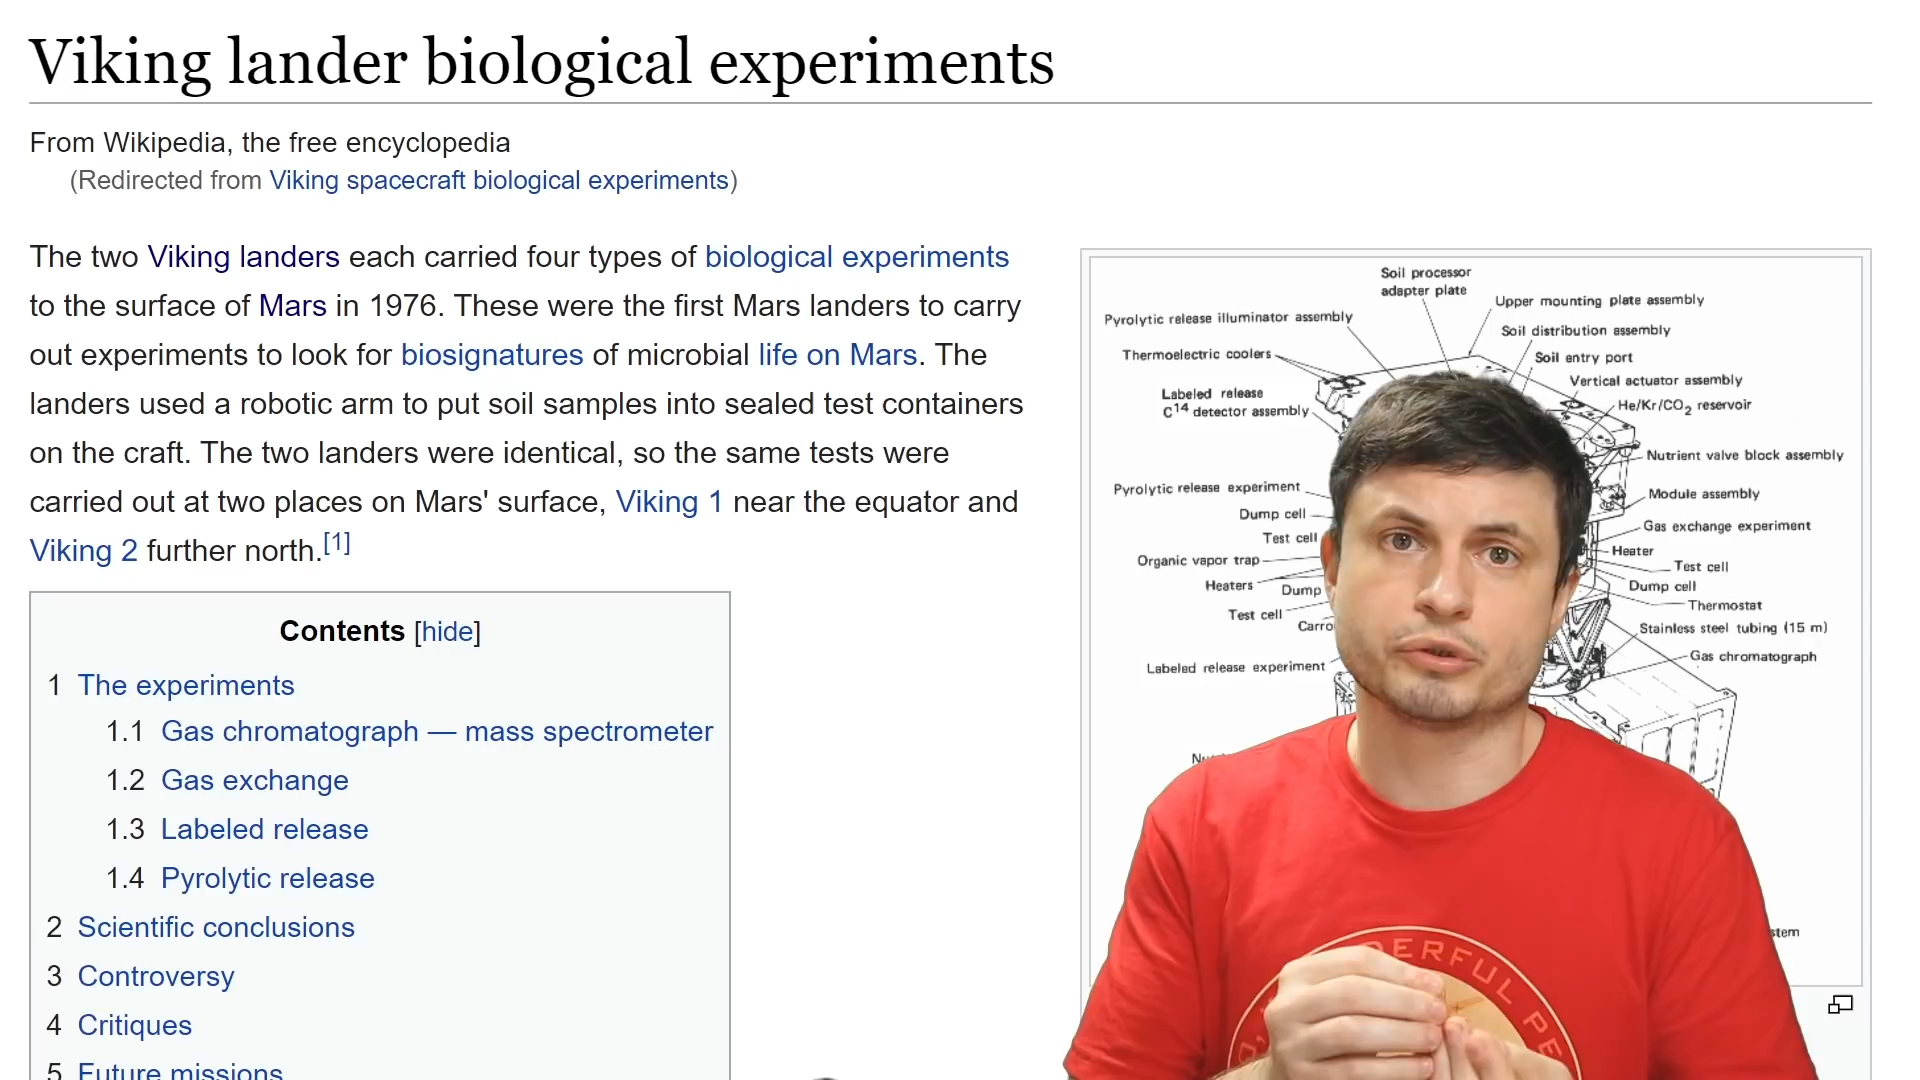 Viking lander biological experiments
From Wikipedia, the free encyclopedia
(Redirected from Viking spacecraft biological experiments)
The two Viking landers each carried four types of biological experiments
to the surface of Mars in 1976. These were the first Mars landers to carry
out experiments to look for biosignatures of microbial life on Mars. The
landers used a robotic arm to put soil samples into sealed test containers
on the craft. The two landers were identical, so the same tests were
carried out at two places on Mars' surface, Viking 1 near the equator and
Viking 2 further north.[1]
Contents [hide]
1 The experiments
1.1 Gas chromatograph — mass spectrometer
1.2 Gas exchange
1.3 Labeled release
1.4 Pyrolytic release
2 Scientific conclusions
3 Controversy
4 Critiques
5 Future missions
Soil processor
adapter plate
Upper mounting plate assembly
Pyrolytic release illuminator assembly
Soil distribution assembly
Thermoelectric coolers
Soil entry port
Vertical actuator assembly
Labeled release
C14 detector assembly
He/Kr/CO2 reservoir
Nutrient valve block assembly
Pyrolytic release experiment
Module assembly
Dump cell
Gas exchange experiment
Test cell
Heater
Organic vapor trap
Test cell
Heaters
Dump
Dump cell
Thermostat
Test cell
Carro
Stainless steel tubing (15 m)
Gas chromatograph
Labeled release experiment
stem
DERFUL PE